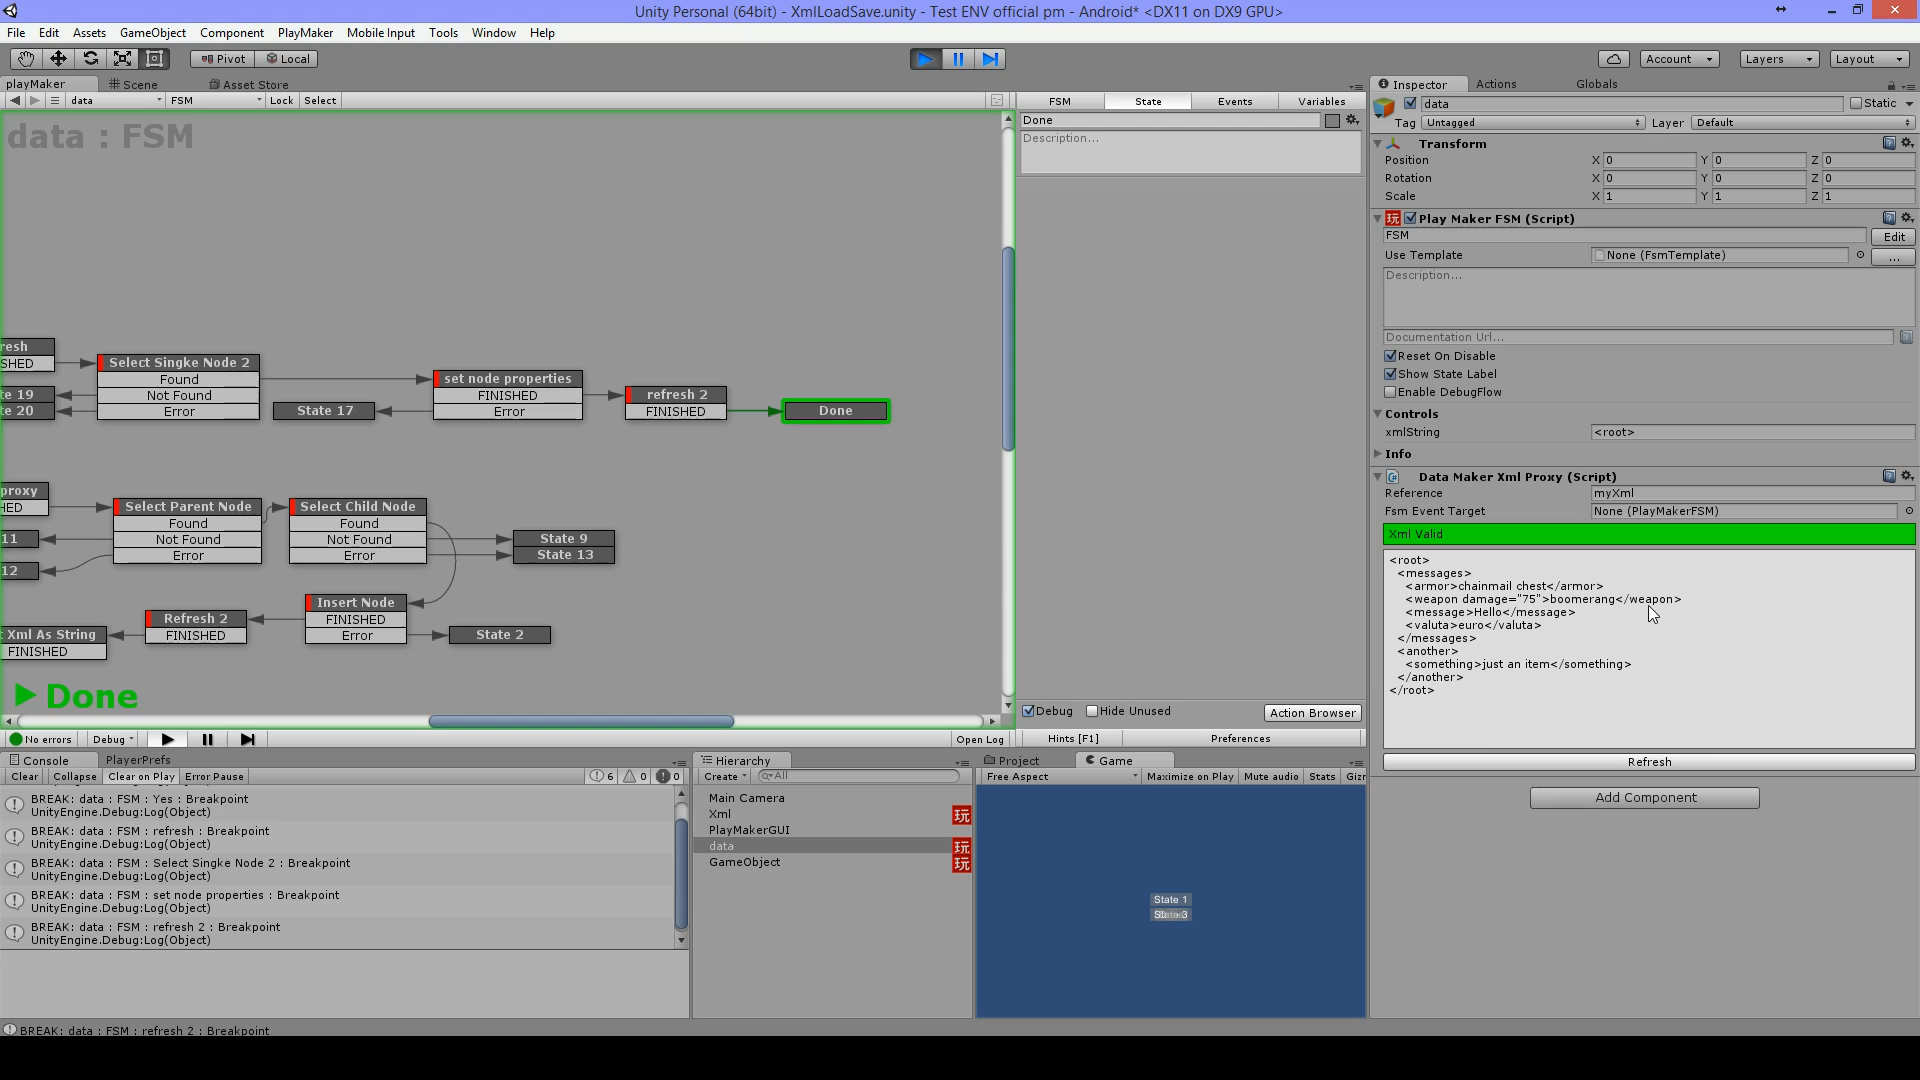 Unity Personal (64bit) - XmlLoadSave.unity - Test ENV official pm - Android* <DX11 on DX9 GPU>
File Edit Assets GameObject Component PlayMaker Mobile Input Tools Window Help
Pivot Local Account Layers Layout
playMaker Scene Asset Store
data FSM Lock Select
data : FSM
resh
SHED
te 19
te 20
Select Singke Node 2
Found
Not Found
Error
State 17
set node properties
FINISHED
Error
refresh 2
FINISHED
Done
proxy
HED
11
12
Select Parent Node
Found
Not Found
Error
Select Child Node
Found
Not Found
Error
State 9
State 13
Insert Node
FINISHED
Error
Refresh 2
FINISHED
t Xml As String
FINISHED
State 2
Done
No errors Debug Open Log
FSM State Events Variables
Done
Description...
Debug Hide Unused Action Browser
Hints [F1] Preferences
Inspector Actions Globals
data Static
Tag Untagged Layer Default
Transform
Position X 0 Y 0 Z 0
Rotation X 0 Y 0 Z 0
Scale X 1 Y 1 Z 1
玩 Play Maker FSM (Script)
FSM Edit
Use Template None (FsmTemplate) ...
Description...
Documentation Url...
Reset On Disable
Show State Label
Enable DebugFlow
Controls
xmlString <root>
Info
Data Maker Xml Proxy (Script)
Reference myXml
Fsm Event Target None (PlayMakerFSM)
Xml Valid
<root>
<messages>
<armor>chainmail chest</armor>
<weapon damage="75">boomerang</weapon>
<message>Hello</message>
<valuta>euro</valuta>
</messages>
<another>
<something>just an item</something>
</another>
</root>
Refresh
Add Component
Console PlayerPrefs
Clear Collapse Clear on Play Error Pause 6 0 0
BREAK: data : FSM : Yes : Breakpoint
UnityEngine.Debug:Log(Object)
BREAK: data : FSM : refresh : Breakpoint
UnityEngine.Debug:Log(Object)
BREAK: data : FSM : Select Singke Node 2 : Breakpoint
UnityEngine.Debug:Log(Object)
BREAK: data : FSM : set node properties : Breakpoint
UnityEngine.Debug:Log(Object)
BREAK: data : FSM : refresh 2 : Breakpoint
UnityEngine.Debug:Log(Object)
Hierarchy
Create All
Main Camera
Xml 玩
PlayMakerGUI
data 玩
GameObject 玩
Project Game
Free Aspect Maximize on Play Mute audio Stats Gizr
State 1
BREAK: data : FSM : refresh 2 : Breakpoint